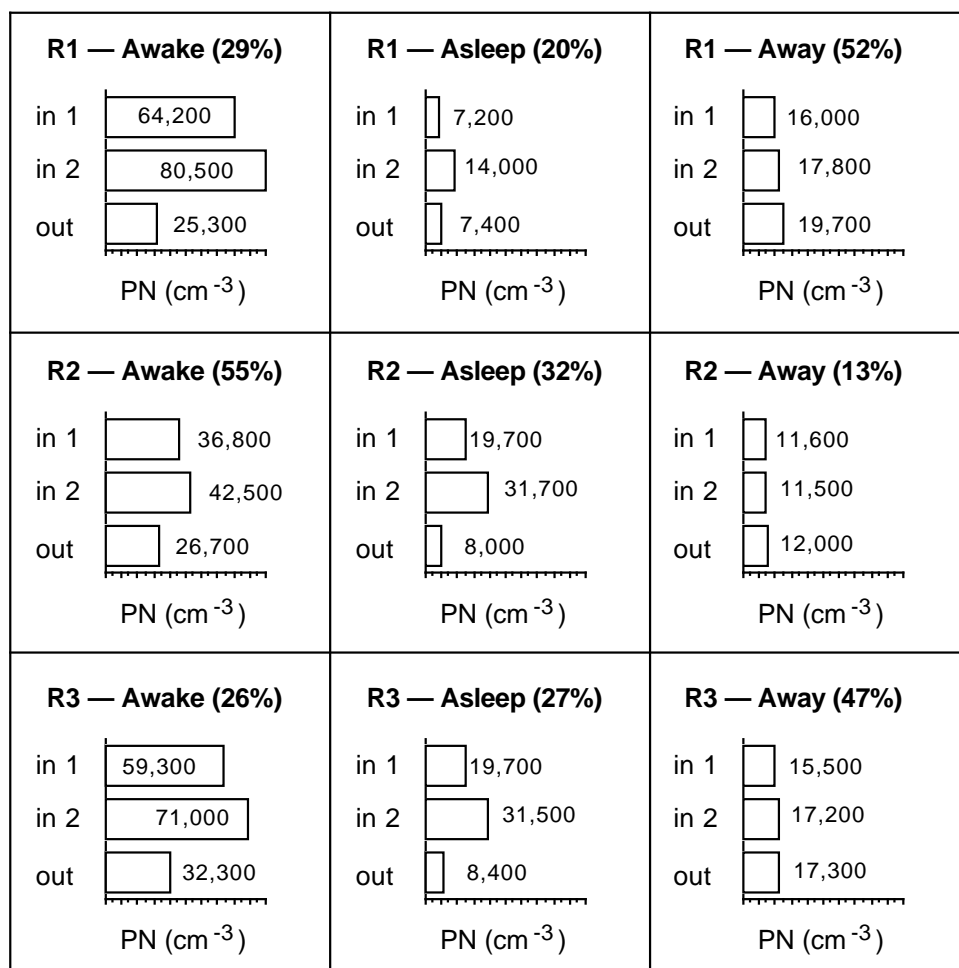 R1 — Awake (29%)
in 1 64,200
in 2 80,500
out 25,300
PN (cm -3 )
R1 — Asleep (20%)
in 1 7,200
in 2 14,000
out 7,400
PN (cm -3 )
R1 — Away (52%)
in 1 16,000
in 2 17,800
out 19,700
PN (cm -3 )
R2 — Awake (55%)
in 1 36,800
in 2 42,500
out 26,700
PN (cm -3 )
R2 — Asleep (32%)
in 1 19,700
in 2 31,700
out 8,000
PN (cm -3 )
R2 — Away (13%)
in 1 11,600
in 2 11,500
out 12,000
PN (cm -3 )
R3 — Awake (26%)
in 1 59,300
in 2 71,000
out 32,300
PN (cm -3 )
R3 — Asleep (27%)
in 1 19,700
in 2 31,500
out 8,400
PN (cm -3 )
R3 — Away (47%)
in 1 15,500
in 2 17,200
out 17,300
PN (cm -3 )